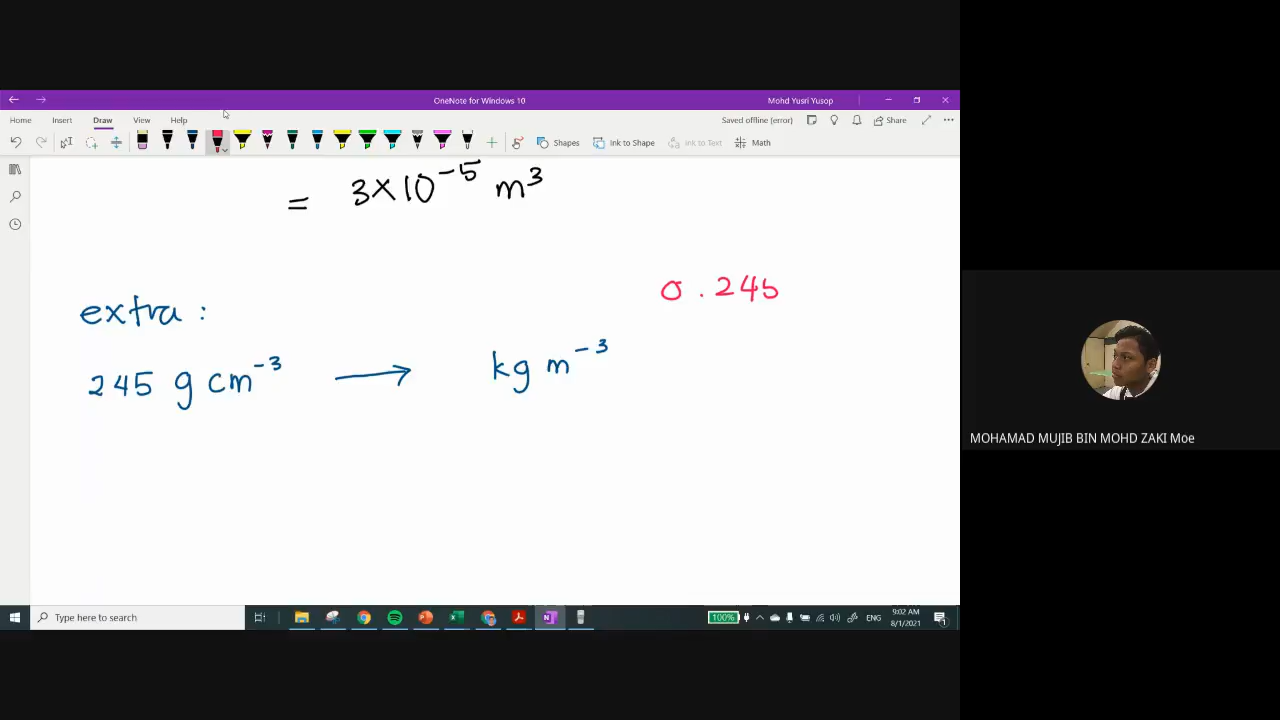 OneNote for Windows 10
Mohd Yusri Yusop
Home Insert Draw View Help
Saved offline (error)
Share
Shapes Ink to Shape Ink to Text Math
= 3×10⁻⁵ m³
0.245
extra :
245 g cm⁻³ → kg m⁻³
MOHAMAD MUJIB BIN MOHD ZAKI Moe
Type here to search
100%
ENG
9:02 AM
8/1/2021
1